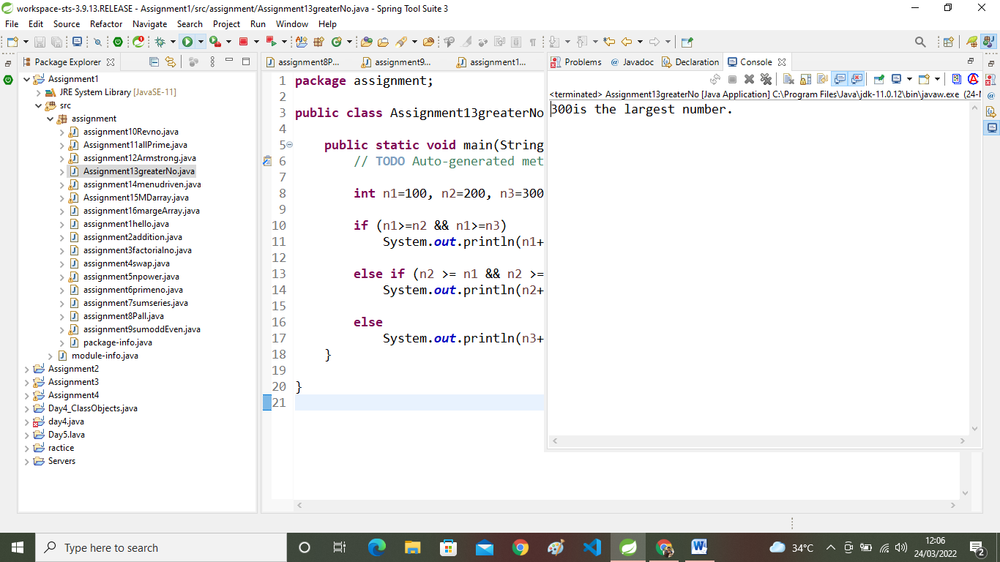 workspace-sts-3.9.13.RELEASE - Assignment1/src/assignment/Assignment13greaterNo.java - Spring Tool Suite 3
File Edit Source Refactor Navigate Search Project Run Window Help
Package Explorer
Assignment1
JRE System Library [JavaSE-11]
src
assignment
assignment10Revno.java
Assignment11allPrime.java
assignment12Armstrong.java
Assignment13greaterNo.java
assignment14menudriven.java
Assignment15MDarray.java
assignment16margeArray.java
assignment1hello.java
assignment2addition.java
assignment3factorialno.java
assignment4swap.java
assignment5npower.java
assignment6primeno.java
assignment7sumseries.java
assignment8Pall.java
assignment9sumoddEven.java
package-info.java
module-info.java
Assignment2
Assignment3
Assignment4
Day4_ClassObjects.java
day4.java
Day5.lava
ractice
Servers
assignment8P... assignment9... assignment1...
1 package assignment;
2
3 public class Assignment13greaterNo
4
5 public static void main(String
6 // TODO Auto-generated met
7
8 int n1=100, n2=200, n3=300
9
10 if (n1>=n2 && n1>=n3)
11 System.out.println(n1+
12
13 else if (n2 >= n1 && n2 >=
14 System.out.println(n2+
15
16 else
17 System.out.println(n3+
18 }
19
20 }
21
Problems @ Javadoc Declaration Console
<terminated> Assignment13greaterNo [Java Application] C:\Program Files\Java\jdk-11.0.12\bin\javaw.exe (24-M
300is the largest number.
Type here to search
34°C
12:06
24/03/2022
2